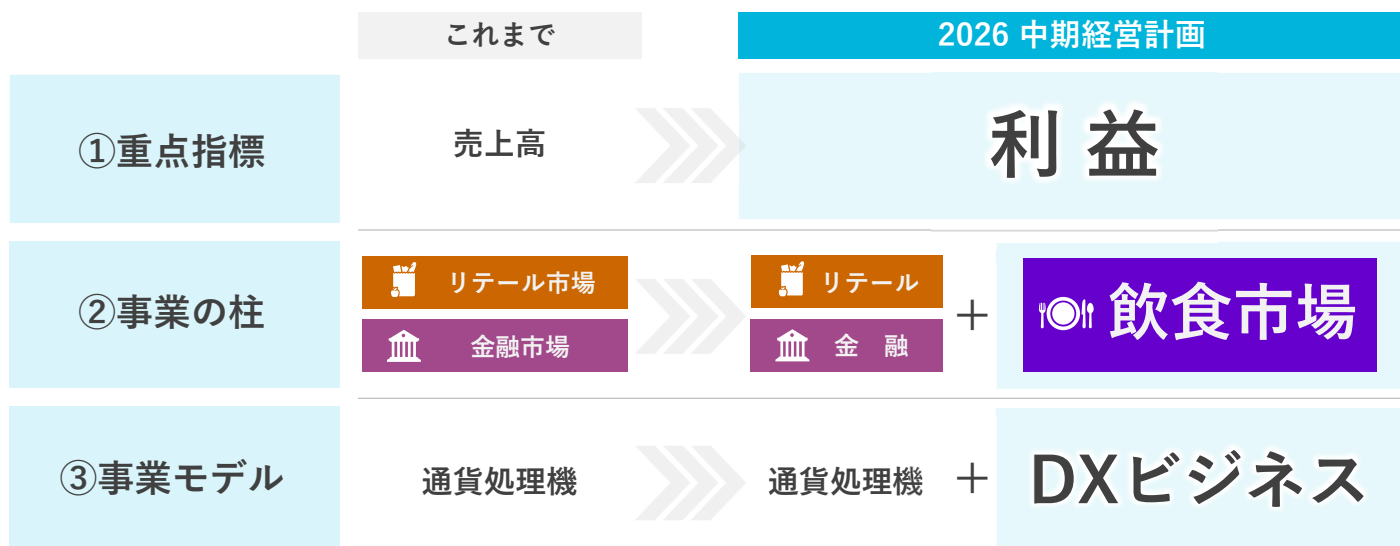 これまで
2026 中期経営計画
①重点指標
売上高
利 益
②事業の柱
リテール市場
金融市場
リテール
金 融
+
飲食市場
③事業モデル
通貨処理機
通貨処理機
+
DXビジネス